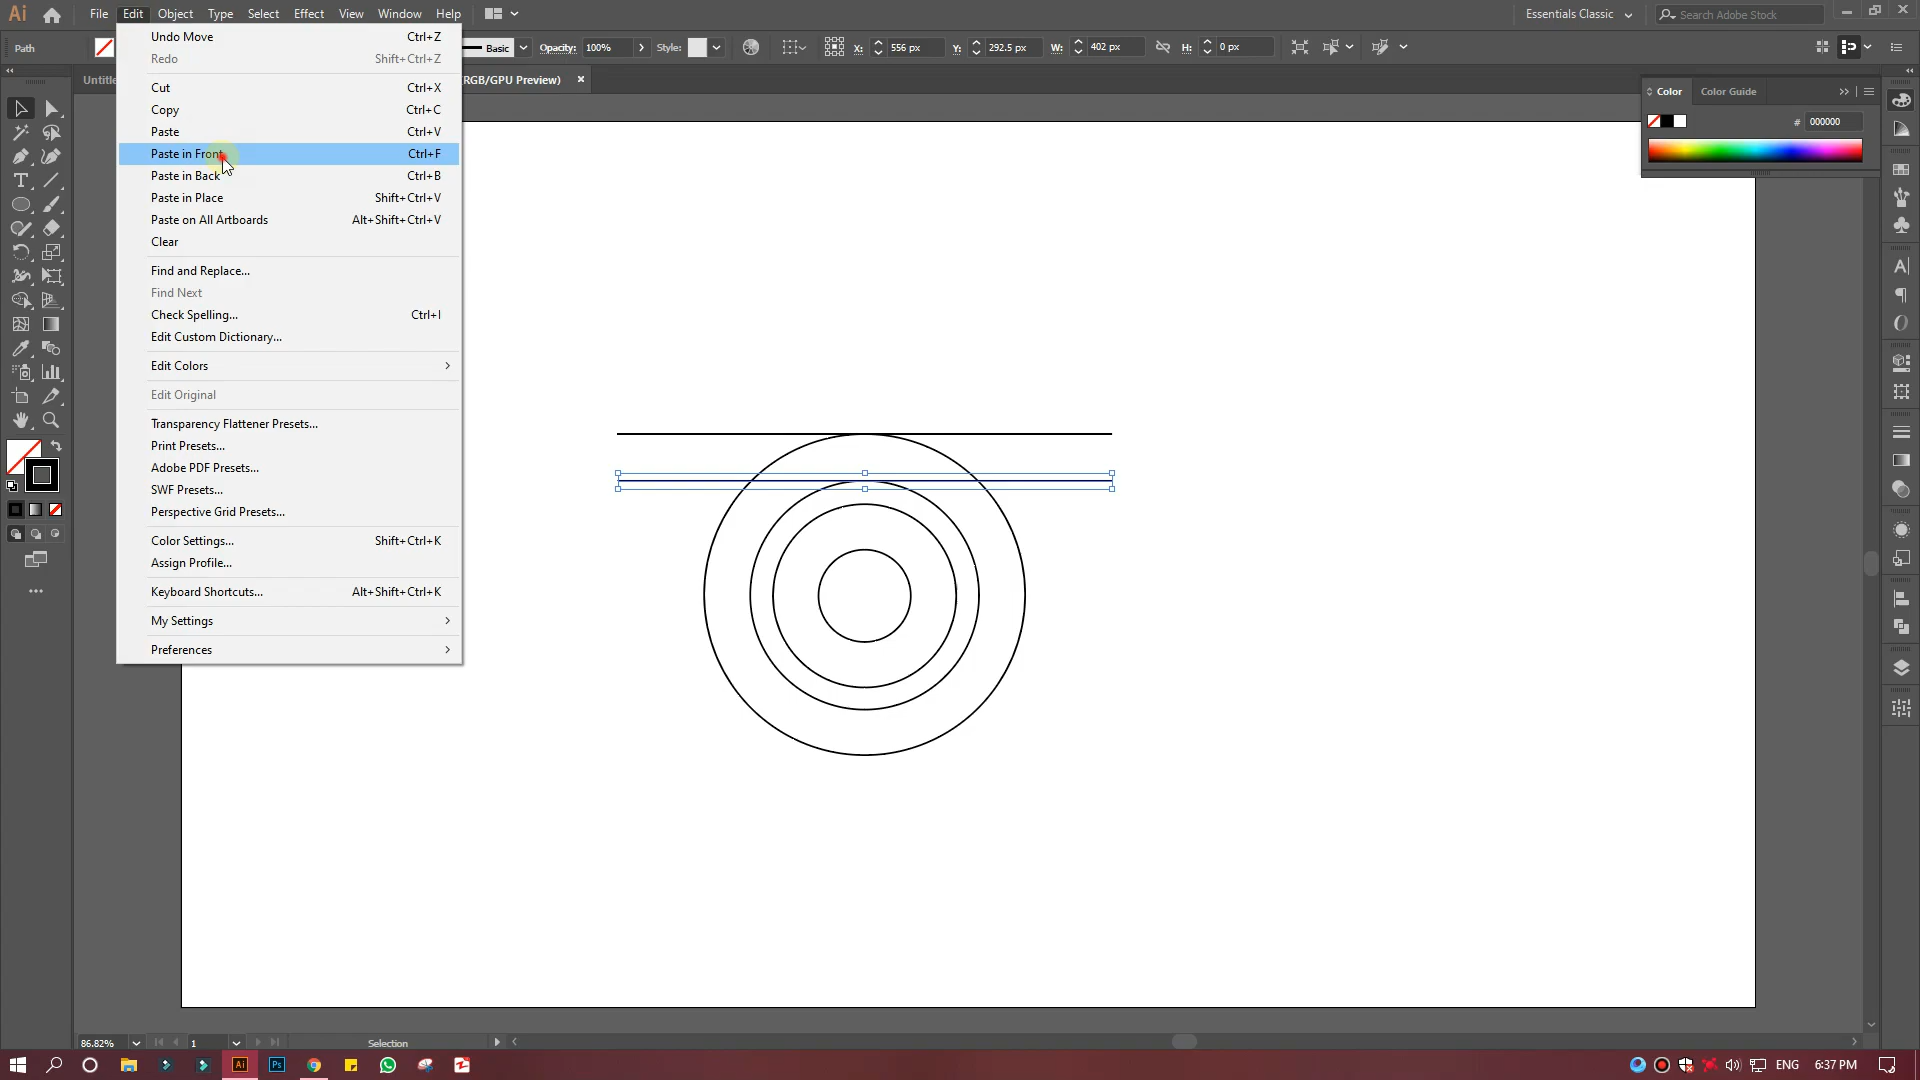 Ai File Edit Object Type Select Effect View Window Help Essentials Classic Search Adobe Stock
Path Basic Opacity: 100% Style: X: 556 px Y: 292.5 px W: 402 px H: 0 px
Untitle RGB/GPU Preview)
Undo Move Ctrl+Z
Redo Shift+Ctrl+Z
Cut Ctrl+X
Copy Ctrl+C
Paste Ctrl+V
Paste in Front Ctrl+F
Paste in Back Ctrl+B
Paste in Place Shift+Ctrl+V
Paste on All Artboards Alt+Shift+Ctrl+V
Clear
Find and Replace...
Find Next
Check Spelling... Ctrl+I
Edit Custom Dictionary...
Edit Colors
Edit Original
Transparency Flattener Presets...
Print Presets...
Adobe PDF Presets...
SWF Presets...
Perspective Grid Presets...
Color Settings... Shift+Ctrl+K
Assign Profile...
Keyboard Shortcuts... Alt+Shift+Ctrl+K
My Settings
Preferences
Color Color Guide
# 000000
86.82% 1 Selection
Ai Ps ENG 6:37 PM